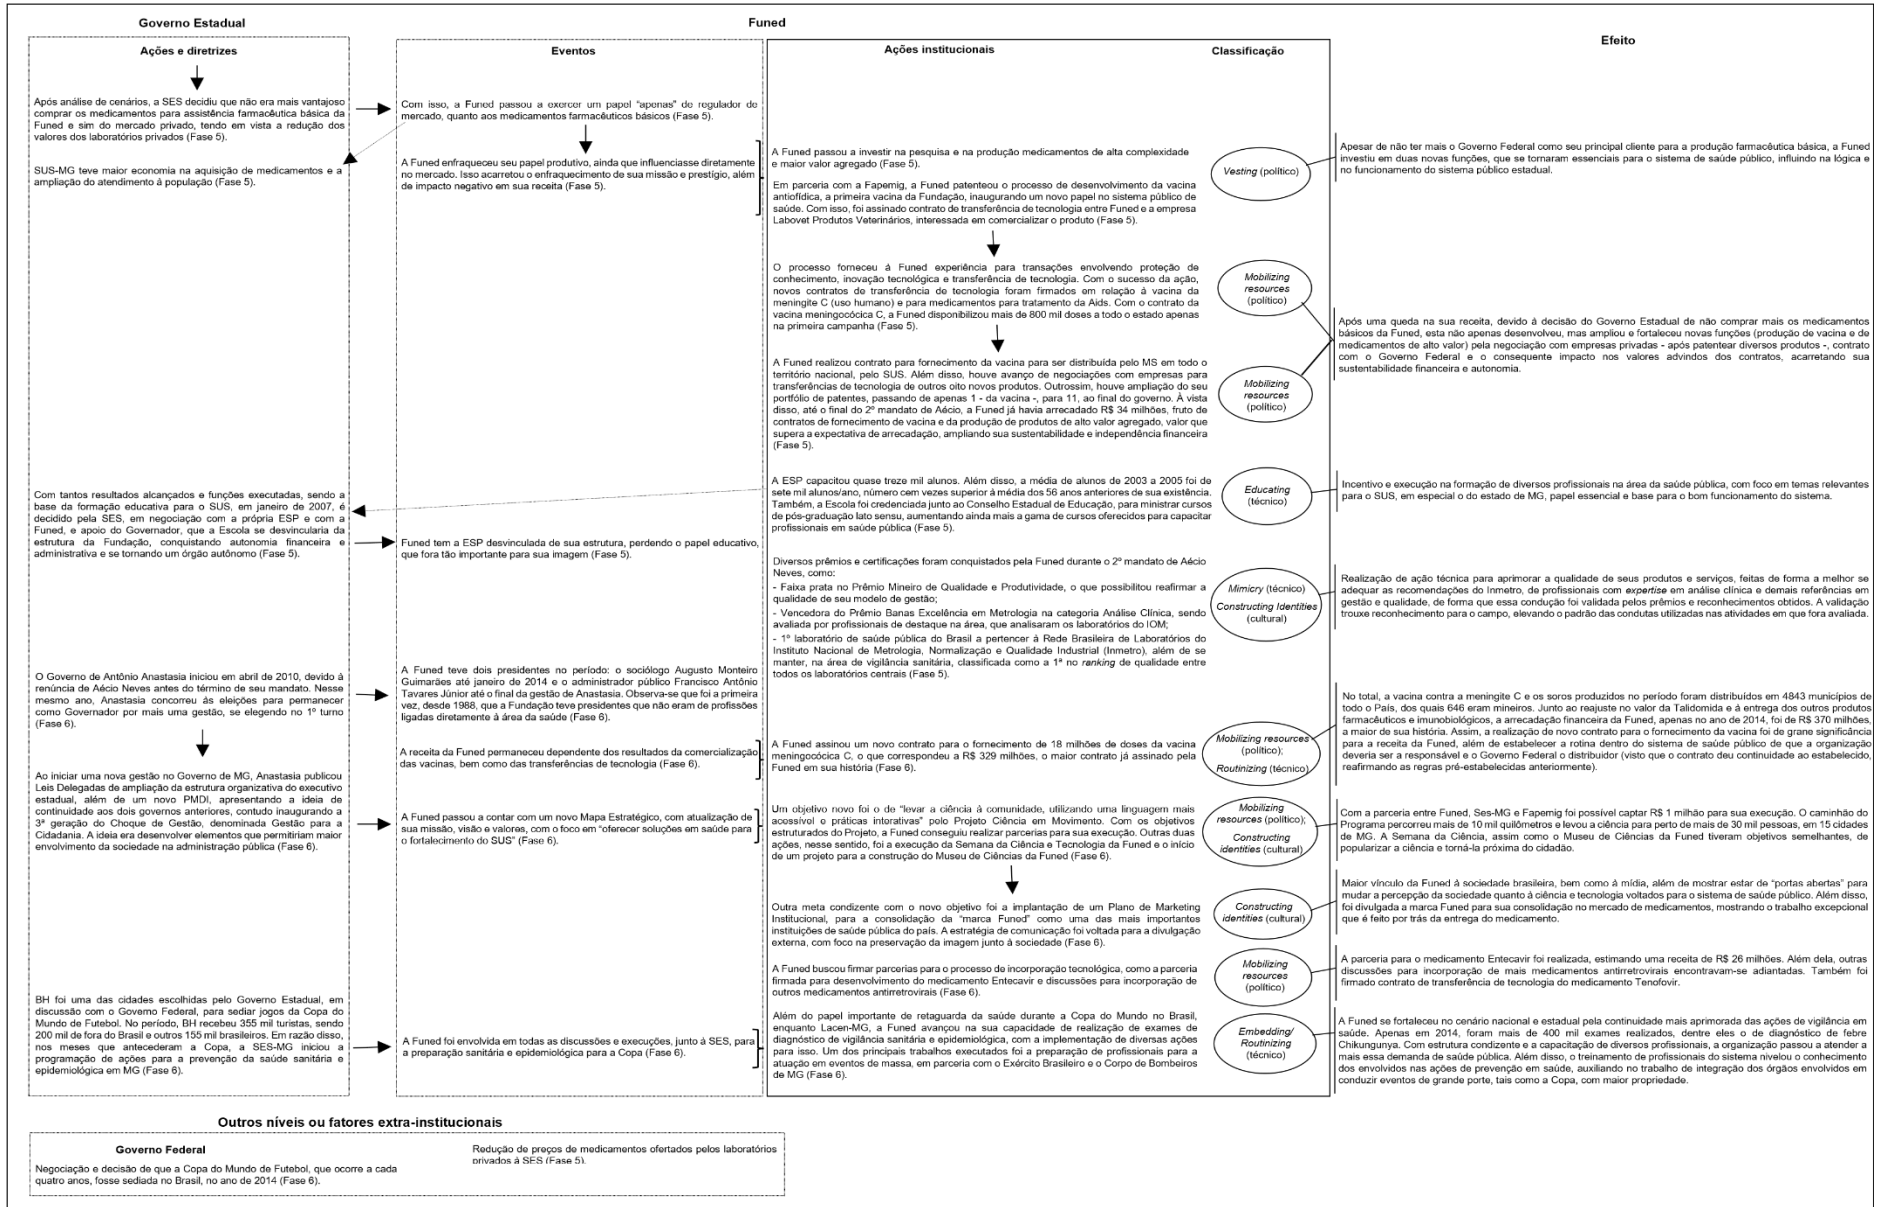 Governo Estadual
Funed
Ações e diretrizes
Eventos
Ações institucionais
Classificação
Efeito
Após análise de cenários, a SES decidiu que não era mais vantajoso
comprar os medicamentos para assistência farmacêutica básica da
Funed e sim do mercado privado, tendo em vista a redução dos
valores dos laboratórios privados (Fase 5).
SUS-MG teve maior economia na aquisição de medicamentos e a
ampliação do atendimento à população (Fase 5).
Com tantos resultados alcançados e funções executadas, sendo a
base da formação educativa para o SUS, em janeiro de 2007, é
decidido pela SES, em negociação com a própria ESP e com a
Funed, e apoio do Governador, que a Escola se desvincularia da
estrutura da Fundação, conquistando autonomia financeira e
administrativa e se tornando um órgão autônomo (Fase 5).
O Governo de Antônio Anastasia iniciou em abril de 2010, devido à
renúncia de Aécio Neves antes do término de seu mandato. Nesse
mesmo ano, Anastasia concorreu às eleições para permanecer
como Governador por mais uma gestão, se elegendo no 1º turno
(Fase 6).
Ao iniciar uma nova gestão no Governo de MG, Anastasia publicou
Leis Delegadas de ampliação da estrutura organizativa do executivo
estadual, além de um novo PMDI, apresentando a ideia de
continuidade aos dois governos anteriores, contudo inaugurando a
3ª geração do Choque de Gestão, denominada Gestão para a
Cidadania. A ideia era desenvolver elementos que permitiriam maior
envolvimento da sociedade na administração pública (Fase 6).
BH foi uma das cidades escolhidas pelo Governo Estadual, em
discussão com o Governo Federal, para sediar jogos da Copa do
Mundo de Futebol. No período, BH recebeu 355 mil turistas, sendo
200 mil de fora do Brasil e outros 155 mil brasileiros. Em razão disso,
nos meses que antecederam a Copa, a SES-MG iniciou a
programação de ações para a prevenção da saúde sanitária e
epidemiológica em MG (Fase 6).
Com isso, a Funed passou a exercer um papel “apenas” de regulador de
mercado, quanto aos medicamentos farmacêuticos básicos (Fase 5).
A Funed enfraqueceu seu papel produtivo, ainda que influenciasse diretamente
no mercado. Isso acarretou o enfraquecimento de sua missão e prestígio, além
de impacto negativo em sua receita (Fase 5).
Funed tem a ESP desvinculada de sua estrutura, perdendo o papel educativo,
que fora tão importante para sua imagem (Fase 5).
A Funed teve dois presidentes no período: o sociólogo Augusto Monteiro
Guimarães até janeiro de 2014 e o administrador público Francisco Antônio
Tavares Júnior até o final da gestão de Anastasia. Observa-se que foi a primeira
vez, desde 1988, que a Fundação teve presidentes que não eram de profissões
ligadas diretamente à área da saúde (Fase 6).
A receita da Funed permaneceu dependente dos resultados da comercialização
das vacinas, bem como das transferências de tecnologia (Fase 6).
A Funed passou a contar com um novo Mapa Estratégico, com atualização de
sua missão, visão e valores, com o foco em “oferecer soluções em saúde para
o fortalecimento do SUS” (Fase 6).
A Funed foi envolvida em todas as discussões e execuções, junto à SES, para
a preparação sanitária e epidemiológica para a Copa (Fase 6).
A Funed passou a investir na pesquisa e na produção medicamentos de alta complexidade
e maior valor agregado (Fase 5).
Em parceria com a Fapemig, a Funed patenteou o processo de desenvolvimento da vacina
antiofídica, a primeira vacina da Fundação, inaugurando um novo papel no sistema público de
saúde. Com isso, foi assinado contrato de transferência de tecnologia entre Funed e a empresa
Labovet Produtos Veterinários, interessada em comercializar o produto (Fase 5).
O processo forneceu à Funed experiência para transações envolvendo proteção de
conhecimento, inovação tecnológica e transferência de tecnologia. Com o sucesso da ação,
novos contratos de transferência de tecnologia foram firmados em relação à vacina da
meningite C (uso humano) e para medicamentos para tratamento da Aids. Com o contrato da
vacina meningocócica C, a Funed disponibilizou mais de 800 mil doses a todo o estado apenas
na primeira campanha (Fase 5).
A Funed realizou contrato para fornecimento da vacina para ser distribuída pelo MS em todo o
território nacional, pelo SUS. Além disso, houve avanço de negociações com empresas para
transferências de tecnologia de outros oito novos produtos. Outrossim, houve ampliação do seu
portfólio de patentes, passando de apenas 1 - da vacina -, para 11, ao final do governo. À vista
disso, até o final do 2º mandato de Aécio, a Funed já havia arrecadado R$ 34 milhões, fruto de
contratos de fornecimento de vacina e da produção de produtos de alto valor agregado, valor que
supera a expectativa de arrecadação, ampliando sua sustentabilidade e independência financeira
(Fase 5).
A ESP capacitou quase treze mil alunos. Além disso, a média de alunos de 2003 a 2005 foi de
sete mil alunos/ano, número cem vezes superior à média dos 56 anos anteriores de sua existência.
Também, a Escola foi credenciada junto ao Conselho Estadual de Educação, para ministrar cursos
de pós-graduação lato sensu, aumentando ainda mais a gama de cursos oferecidos para capacitar
profissionais em saúde pública (Fase 5).
Diversos prêmios e certificações foram conquistados pela Funed durante o 2º mandato de Aécio
Neves, como:
- Faixa prata no Prêmio Mineiro de Qualidade e Produtividade, o que possibilitou reafirmar a
qualidade de seu modelo de gestão;
- Vencedora do Prêmio Banas Excelência em Metrologia na categoria Análise Clínica, sendo
avaliada por profissionais de destaque na área, que analisaram os laboratórios do IOM;
- 1º laboratório de saúde pública do Brasil a pertencer à Rede Brasileira de Laboratórios do
Instituto Nacional de Metrologia, Normalização e Qualidade Industrial (Inmetro), além de se
manter, na área de vigilância sanitária, classificada como a 1ª no ranking de qualidade entre
todos os laboratórios centrais (Fase 5).
A Funed assinou um novo contrato para o fornecimento de 18 milhões de doses da vacina
meningocócica C, o que correspondeu a R$ 329 milhões, o maior contrato já assinado pela
Funed em sua história (Fase 6).
Um objetivo novo foi o de “levar a ciência à comunidade, utilizando uma linguagem mais
acessível e práticas intorativas” pelo Projeto Ciência em Movimento. Com os objetivos
estruturados do Projeto, a Funed conseguiu realizar parcerias para sua execução. Outras duas
ações, nesse sentido, foi a execução da Semana da Ciência e Tecnologia da Funed e o início
de um projeto para a construção do Museu de Ciências da Funed (Fase 6).
Outra meta condizente com o novo objetivo foi a implantação de um Plano de Marketing
Institucional, para a consolidação da “marca Funed” como uma das mais importantes
instituições de saúde pública do país. A estratégia de comunicação foi voltada para a divulgação
externa, com foco na preservação da imagem junto à sociedade (Fase 6).
A Funed buscou firmar parcerias para o processo de incorporação tecnológica, como a parceria
firmada para desenvolvimento do medicamento Entecavir e discussões para incorporação de
outros medicamentos antirretrovirais (Fase 6).
Além do papel importante de retaguarda da saúde durante a Copa do Mundo no Brasil,
enquanto Lacen-MG, a Funed avançou na sua capacidade de realização de exames de
diagnóstico de vigilância sanitária e epidemiológica, com a implementação de diversas ações
para isso. Um dos principais trabalhos executados foi a preparação de profissionais para a
atuação em eventos de massa, em parceria com o Exército Brasileiro e o Corpo de Bombeiros
de MG (Fase 6).
Vesting (político)
Mobilizing
resources
(político)
Mobilizing
resources
(político)
Educating
(técnico)
Mimicry (técnico)
Constructing Identities
(cultural)
Mobilizing resources
(político);
Routinizing (técnico)
Mobilizing
resources (político);
Constructing
identities (cultural)
Constructing
identities (cultural)
Mobilizing
resources
(político)
Embedding/
Routinizing
(técnico)
Apesar de não ter mais o Governo Federal como seu principal cliente para a produção farmacêutica básica, a Funed
investiu em duas novas funções, que se tornaram essenciais para o sistema de saúde público, influindo na lógica e
no funcionamento do sistema público estadual.
Após uma queda na sua receita, devido à decisão do Governo Estadual de não comprar mais os medicamentos
básicos da Funed, esta não apenas desenvolveu, mas ampliou e fortaleceu novas funções (produção de vacina e de
medicamentos de alto valor) pela negociação com empresas privadas - após patentear diversos produtos -, contrato
com o Governo Federal e o consequente impacto nos valores advindos dos contratos, acarretando sua
sustentabilidade financeira e autonomia.
Incentivo e execução na formação de diversos profissionais na área da saúde pública, com foco em temas relevantes
para o SUS, em especial o do estado de MG, papel essencial e base para o bom funcionamento do sistema.
Realização de ação técnica para aprimorar a qualidade de seus produtos e serviços, feitas de forma a melhor se
adequar as recomendações do Inmetro, de profissionais com expertise em análise clínica e demais referências em
gestão e qualidade, de forma que essa condução foi validada pelos prêmios e reconhecimentos obtidos. A validação
trouxe reconhecimento para o campo, elevando o padrão das condutas utilizadas nas atividades em que fora avaliada.
No total, a vacina contra a meningite C e os soros produzidos no período foram distribuídos em 4843 municípios de
todo o País, dos quais 646 eram mineiros. Junto ao reajuste no valor da Talidomida e à entrega dos outros produtos
farmacêuticos e imunobiológicos, a arrecadação financeira da Funed, apenas no ano de 2014, foi de R$ 370 milhões,
a maior de sua história. Assim, a realização de novo contrato para o fornecimento da vacina foi de grane significância
para a receita da Funed, além de estabelecer a rotina dentro do sistema de saúde público de que a organização
deveria ser a responsável e o Governo Federal o distribuidor (visto que o contrato deu continuidade ao estabelecido,
reafirmando as regras pré-estabelecidas anteriormente).
Com a parceria entre Funed, Ses-MG e Fapemig foi possível captar R$ 1 milhão para sua execução. O caminhão do
Programa percorreu mais de 10 mil quilômetros e levou a ciência para perto de mais de 30 mil pessoas, em 15 cidades
de MG. A Semana da Ciência, assim como o Museu de Ciências da Funed tiveram objetivos semelhantes, de
popularizar a ciência e torná-la próxima do cidadão.
Maior vínculo da Funed à sociedade brasileira, bem como à mídia, além de mostrar estar de “portas abertas” para
mudar a percepção da sociedade quanto à ciência e tecnologia voltados para o sistema de saúde público. Além disso,
foi divulgada a marca Funed para sua consolidação no mercado de medicamentos, mostrando o trabalho excepcional
que é feito por trás da entrega do medicamento.
A parceria para o medicamento Entecavir foi realizada, estimando uma receita de R$ 26 milhões. Além dela, outras
discussões para incorporação de mais medicamentos antirretrovirais encontravam-se adiantadas. Também foi
firmado contrato de transferência de tecnologia do medicamento Tenofovir.
A Funed se fortaleceu no cenário nacional e estadual pela continuidade mais aprimorada das ações de vigilância em
saúde. Apenas em 2014, foram mais de 400 mil exames realizados, dentre eles o de diagnóstico de febre
Chikungunya. Com estrutura condizente e a capacitação de diversos profissionais, a organização passou a atender a
mais essa demanda de saúde pública. Além disso, o treinamento de profissionais do sistema nivelou o conhecimento
dos envolvidos nas ações de prevenção em saúde, auxiliando no trabalho de integração dos órgãos envolvidos em
conduzir eventos de grande porte, tais como a Copa, com maior propriedade.
Outros níveis ou fatores extra-institucionais
Governo Federal
Negociação e decisão de que a Copa do Mundo de Futebol, que ocorre a cada
quatro anos, fosse sediada no Brasil, no ano de 2014 (Fase 6).
Redução de preços de medicamentos ofertados pelos laboratórios
privados à SES (Fase 5).